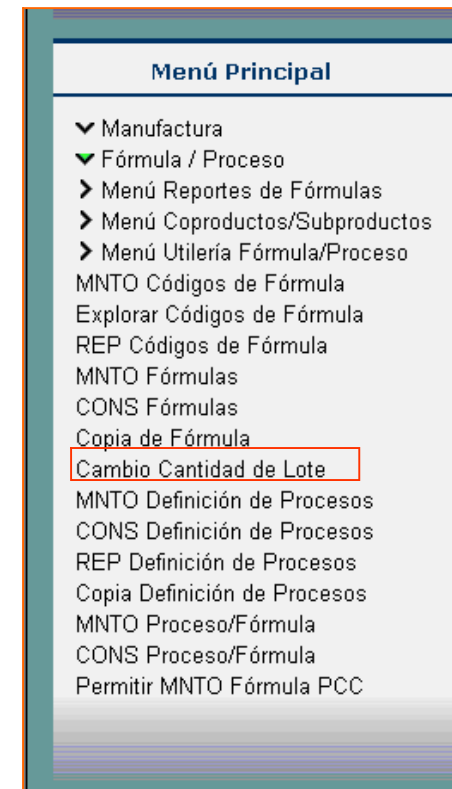 Menú Principal
Manufactura
Fórmula / Proceso
Menú Reportes de Fórmulas
Menú Coproductos/Subproductos
Menú Utilería Fórmula/Proceso
MNTO Códigos de Fórmula
Explorar Códigos de Fórmula
REP Códigos de Fórmula
MNTO Fórmulas
CONS Fórmulas
Copia de Fórmula
Cambio Cantidad de Lote
MNTO Definición de Procesos
CONS Definición de Procesos
REP Definición de Procesos
Copia Definición de Procesos
MNTO Proceso/Fórmula
CONS Proceso/Fórmula
Permitir MNTO Fórmula PCC